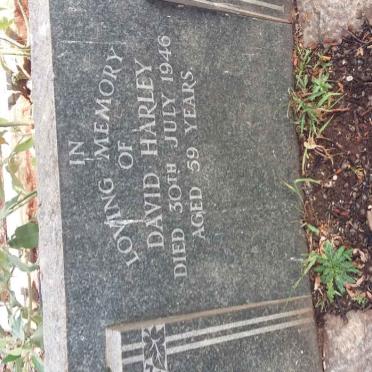 IN
LOVING MEMORY
OF
DAVID HARLEY
DIED 30TH JULY 1946
AGED 59 YEARS.